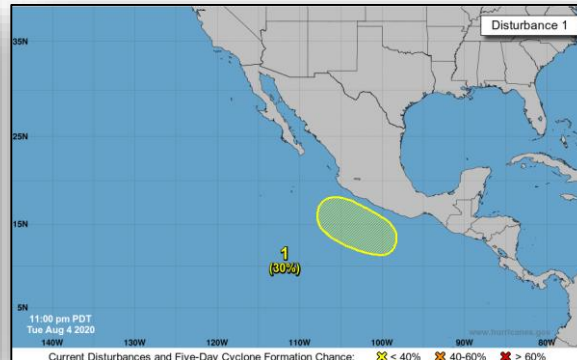 Disturbance 1
35N
25N
15N
1
(30%)
5N
11:00 pm PDT
Tue Aug 4 2020
www.hurricanes.gov
140W
130W
120W
110W
100W
90W
80W
Current Disturbances and Five-Day Cyclone Formation Chance: < 40% 40-60% > 60%